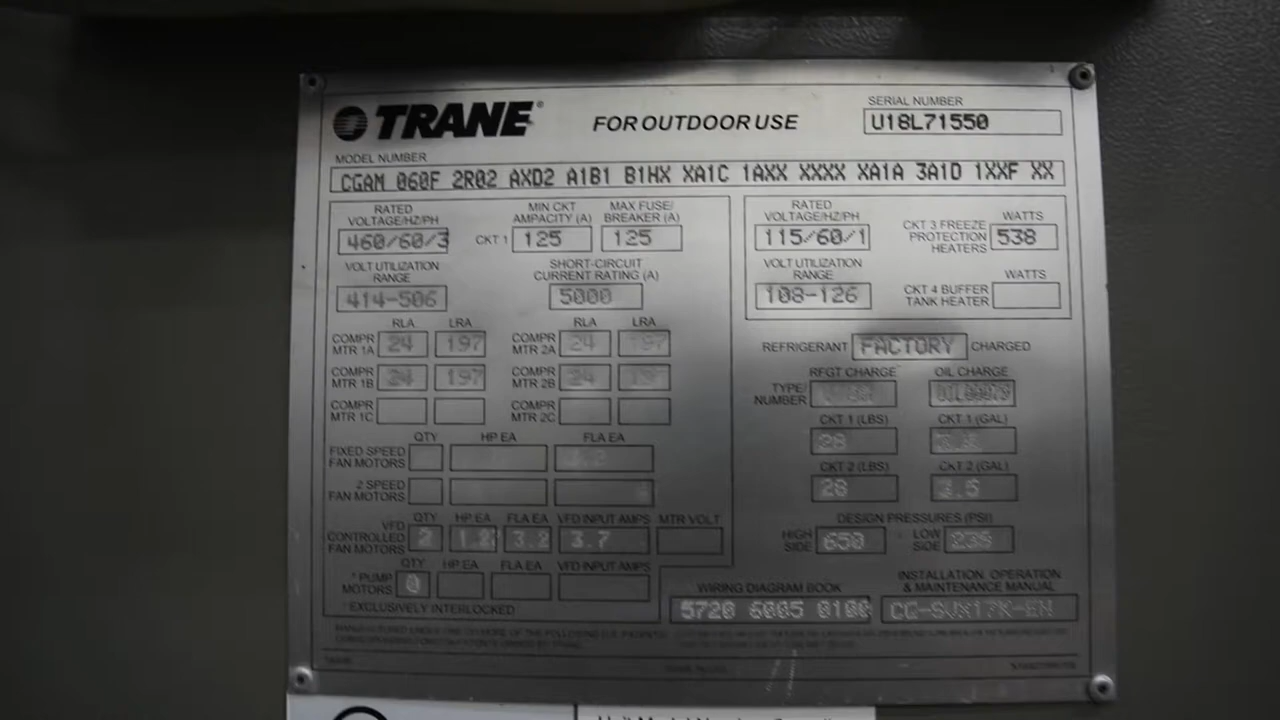 TRANE®
FOR OUTDOOR USE
SERIAL NUMBER
U18L71550
MODEL NUMBER
CGAM 060F 2R02 AXD2 A1B1 B1HX XA1C 1AXX XXXX XA1A 3A1D 1XXF XX
RATED VOLTAGE/HZ/PH
460/60/3
CKT 1
MIN CKT AMPACITY (A)
125
MAX FUSE/ BREAKER (A)
125
VOLT UTILIZATION RANGE
414-506
SHORT-CIRCUIT CURRENT RATING (A)
5000
RLA LRA RLA LRA
COMPR MTR 1A 24 197 COMPR MTR 2A 24 197
COMPR MTR 1B 24 197 COMPR MTR 2B 24
COMPR MTR 1C COMPR MTR 2C
QTY HP EA FLA EA
FIXED SPEED FAN MOTORS
2 SPEED FAN MOTORS
QTY HP EA FLA EA VFD INPUT AMPS MTR VOLT
VFD CONTROLLED FAN MOTORS 2 3.2 3.7
QTY HP EA FLA EA VFD INPUT AMPS
* PUMP MOTORS 0
* EXCLUSIVELY INTERLOCKED
RATED VOLTAGE/HZ/PH
115/60/1
CKT 3 FREEZE PROTECTION HEATERS
WATTS
538
VOLT UTILIZATION RANGE
108-126
CKT 4 BUFFER TANK HEATER
WATTS
REFRIGERANT FACTORY CHARGED
RFGT CHARGE OIL CHARGE
TYPE/ NUMBER OIL00079
CKT 1 (LBS) CKT 1 (GAL)
28
CKT 2 (LBS) CKT 2 (GAL)
28 3.5
DESIGN PRESSURES (PSI)
HIGH SIDE 650 LOW SIDE
WIRING DIAGRAM BOOK
5720 6005 0100
INSTALLATION, OPERATION & MAINTENANCE MANUAL
CG-SVX17K-EN